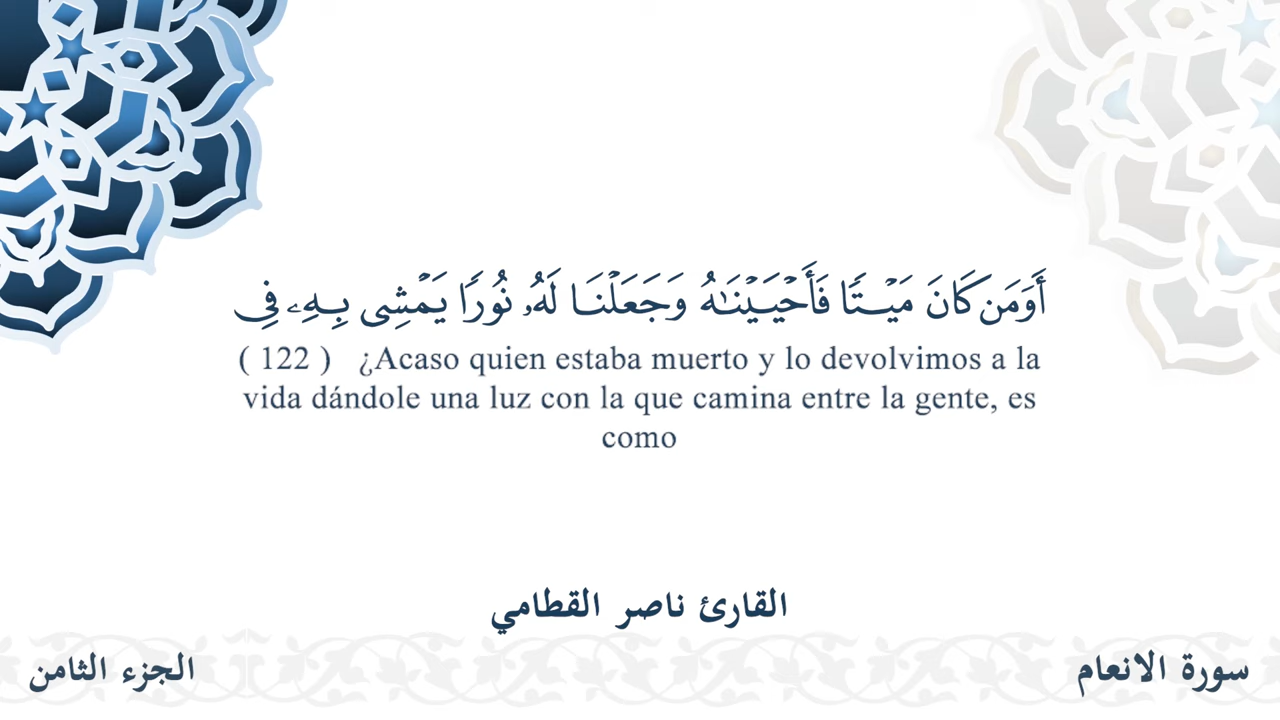 أَوَمَن كَانَ مَيْتًا فَأَحْيَيْنَـٰهُ وَجَعَلْنَا لَهُۥ نُورًا يَمْشِى بِهِۦ فِى
( 122 ) ¿Acaso quien estaba muerto y lo devolvimos a la
vida dándole una luz con la que camina entre la gente, es
como
القارئ ناصر القطامي
سورة الانعام
الجزء الثامن